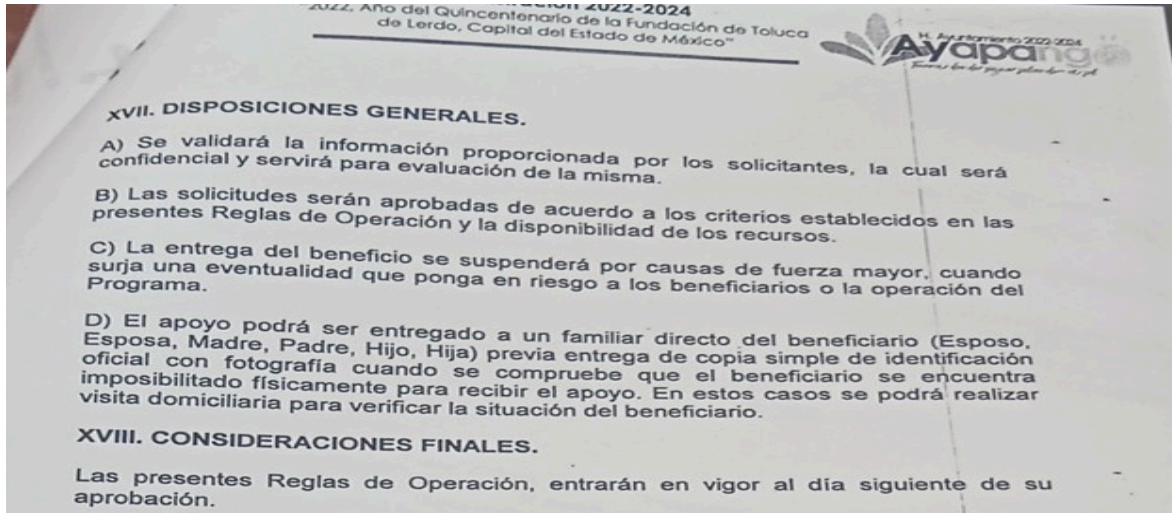 2022-2024
2022, Año del Quincentenario de la Fundación de Toluca
de Lerdo, Capital del Estado de México"
H. Ayuntamiento 2022-2024
Ayapango
XVII. DISPOSICIONES GENERALES.
A) Se validará la información proporcionada por los solicitantes, la cual será
confidencial y servirá para evaluación de la misma.
B) Las solicitudes serán aprobadas de acuerdo a los criterios establecidos en las
presentes Reglas de Operación y la disponibilidad de los recursos.
C) La entrega del beneficio se suspenderá por causas de fuerza mayor, cuando
surja una eventualidad que ponga en riesgo a los beneficiarios o la operación del
Programa.
D) El apoyo podrá ser entregado a un familiar directo del beneficiario (Esposo,
Esposa, Madre, Padre, Hijo, Hija) previa entrega de copia simple de identificación
oficial con fotografía cuando se compruebe que el beneficiario se encuentra
imposibilitado físicamente para recibir el apoyo. En estos casos se podrá realizar
visita domiciliaria para verificar la situación del beneficiario.
XVIII. CONSIDERACIONES FINALES.
Las presentes Reglas de Operación, entrarán en vigor al día siguiente de su
aprobación.